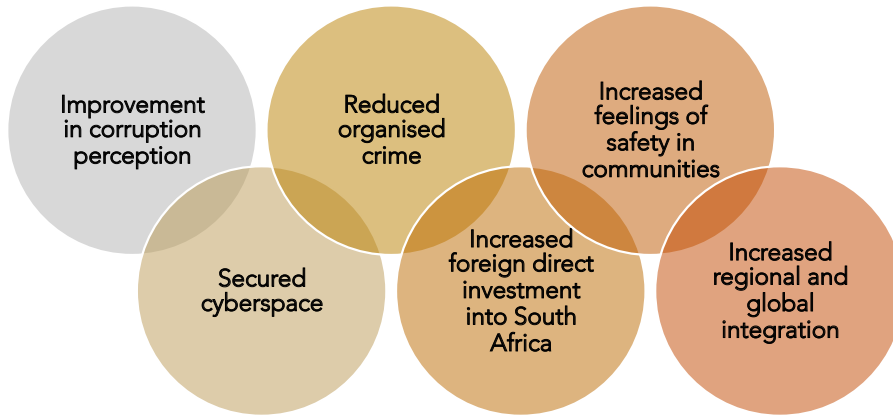 Improvement
in corruption
perception
Reduced
organised
crime
Increased
feelings of
safety in
communities
Secured
cyberspace
Increased
foreign direct
investment
into South
Africa
Increased
regional and
global
integration